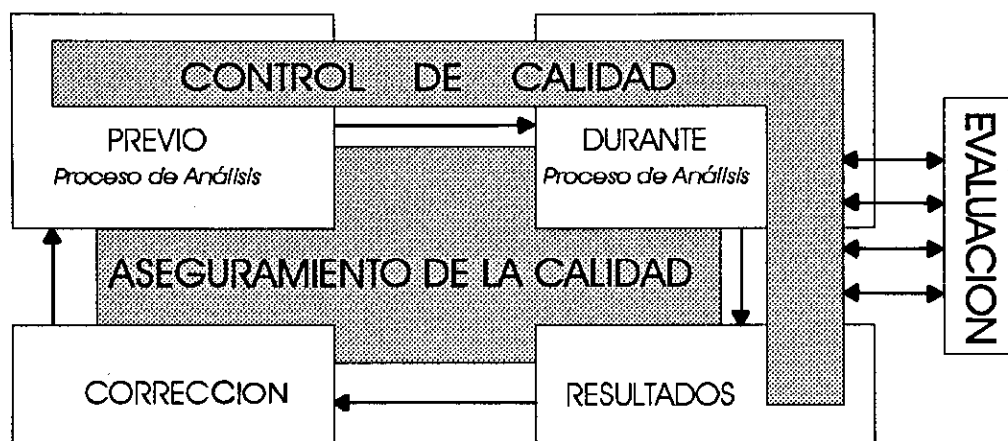 CONTROL DE CALIDAD
PREVIO
Proceso de Análisis
DURANTE
Proceso de Análisis
EVALUACION
ASEGURAMIENTO DE LA CALIDAD
CORRECCION
RESULTADOS